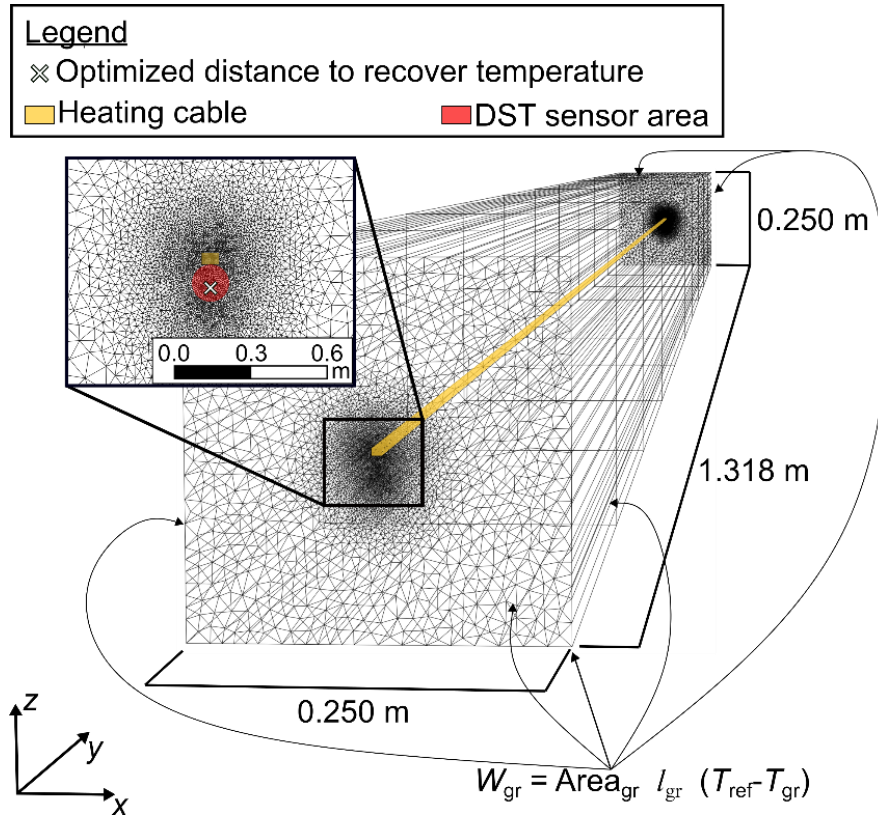 Legend
Optimized distance to recover temperature
Heating cable
DST sensor area
0.250 m
0.0 0.3 0.6
m
1.318 m
0.250 m
z
y
x
W_gr = Area_gr l_gr (T_ref-T_gr)